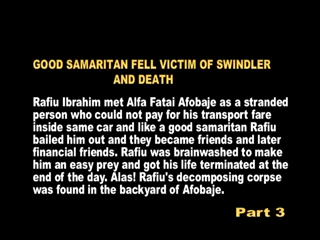 GOOD SAMARITAN FELL VICTIM OF SWINDLER
AND DEATH
Rafiu Ibrahim met Alfa Fatai Afobaje as a stranded
person who could not pay for his transport fare
inside same car and like a good samaritan Rafiu
bailed him out and they became friends and later
financial friends. Rafiu was brainwashed to make
him an easy prey and got his life terminated at the
end of the day. Alas! Rafiu's decomposing corpse
was found in the backyard of Afobaje.
Part 3